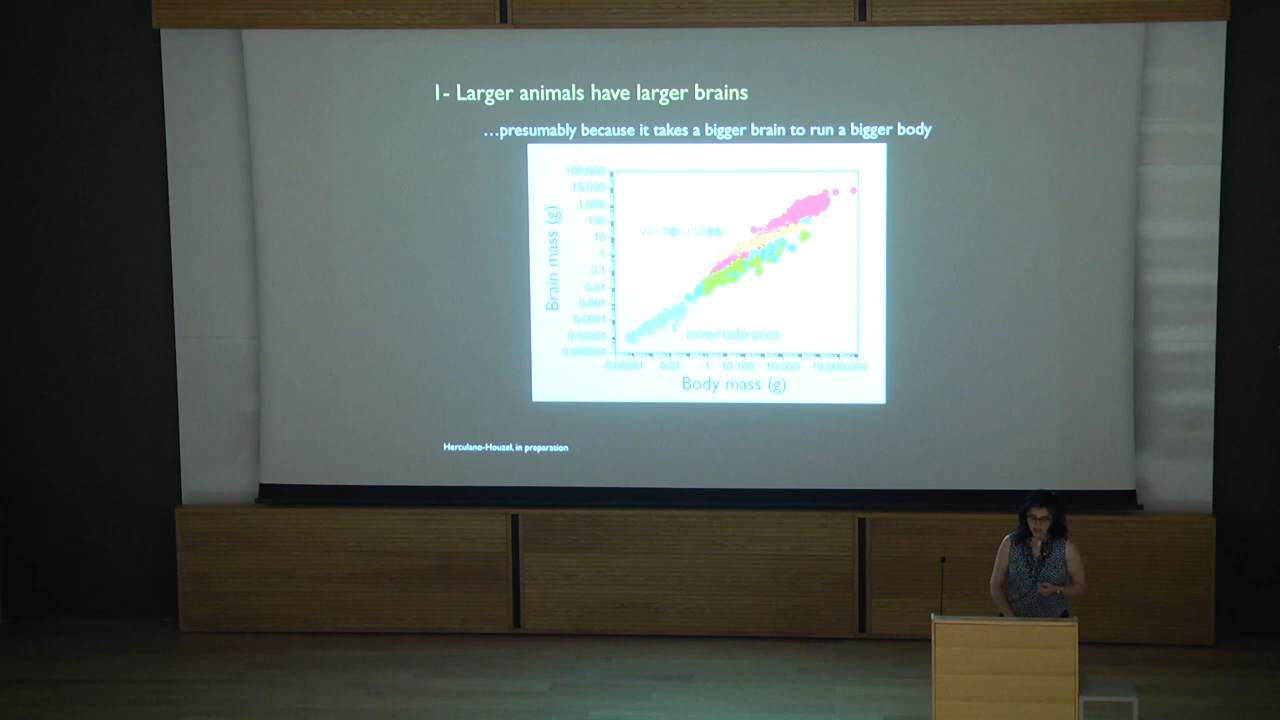 1- Larger animals have larger brains
...presumably because it takes a bigger brain to run a bigger body
100,000
10,000
1,000
100
10
1
0.1
0.01
0.001
0.0001
0.00001
0.000001
Brain mass (g)
vertebrates
invertebrates
0.00001 0.01 1 10 100 10,000 10,000,000
Body mass (g)
Herculano-Houzel, in preparation